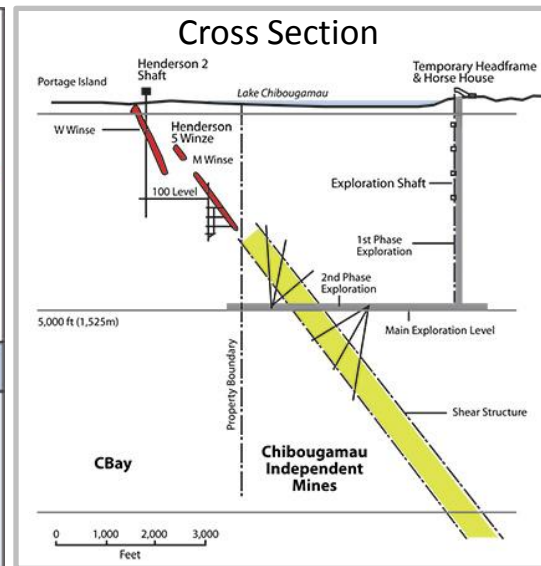 Cross Section
Henderson 2
Shaft
Temporary Headframe
& Horse House
Portage Island
Lake Chibougamau
W Winse
Henderson
5 Winze
M Winse
100 Level
Exploration Shaft
1st Phase
Exploration
2nd Phase
Exploration
5,000 ft (1,525m)
Main Exploration Level
Property Boundary
Shear Structure
CBay
Chibougamau
Independent
Mines
0 1,000 2,000 3,000
Feet